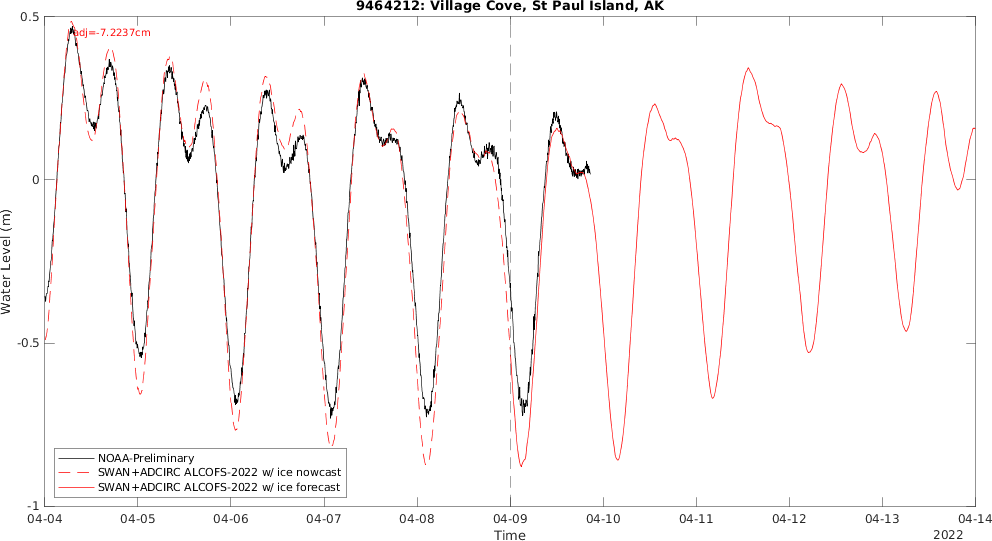 9464212: Village Cove, St Paul Island, AK
0.5
adj=-7.2237cm
0
Water Level (m)
-0.5
NOAA-Preliminary
SWAN+ADCIRC ALCOFS-2022 w/ ice nowcast
SWAN+ADCIRC ALCOFS-2022 w/ ice forecast
-1
04-04 04-05 04-06 04-07 04-08 04-09 04-10 04-11 04-12 04-13 04-14
Time
2022